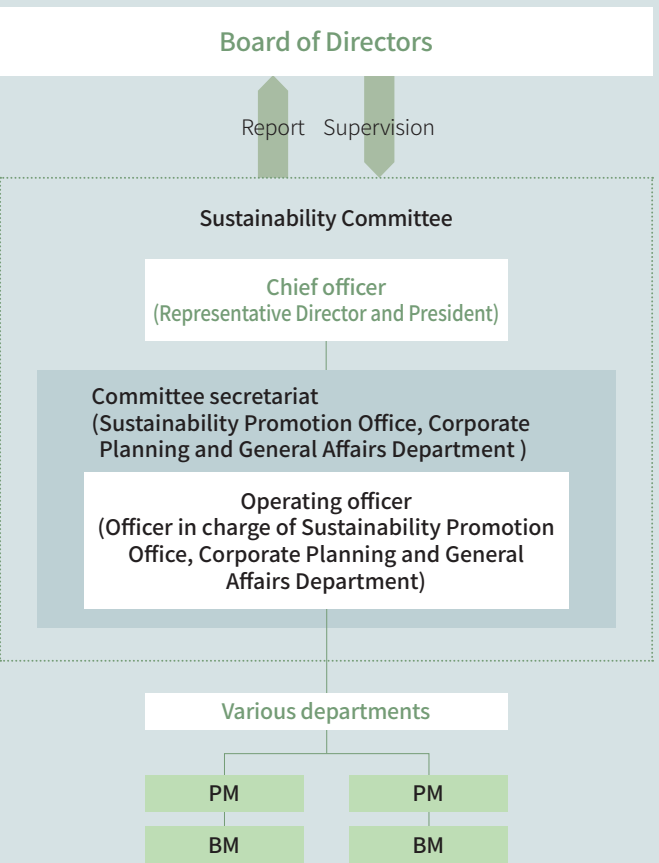 Board of Directors
Report Supervision
Sustainability Committee
Chief officer
(Representative Director and President)
Committee secretariat
(Sustainability Promotion Office, Corporate
Planning and General Affairs Department )
Operating officer
(Officer in charge of Sustainability Promotion
Office, Corporate Planning and General
Affairs Department)
Various departments
PM PM
BM BM